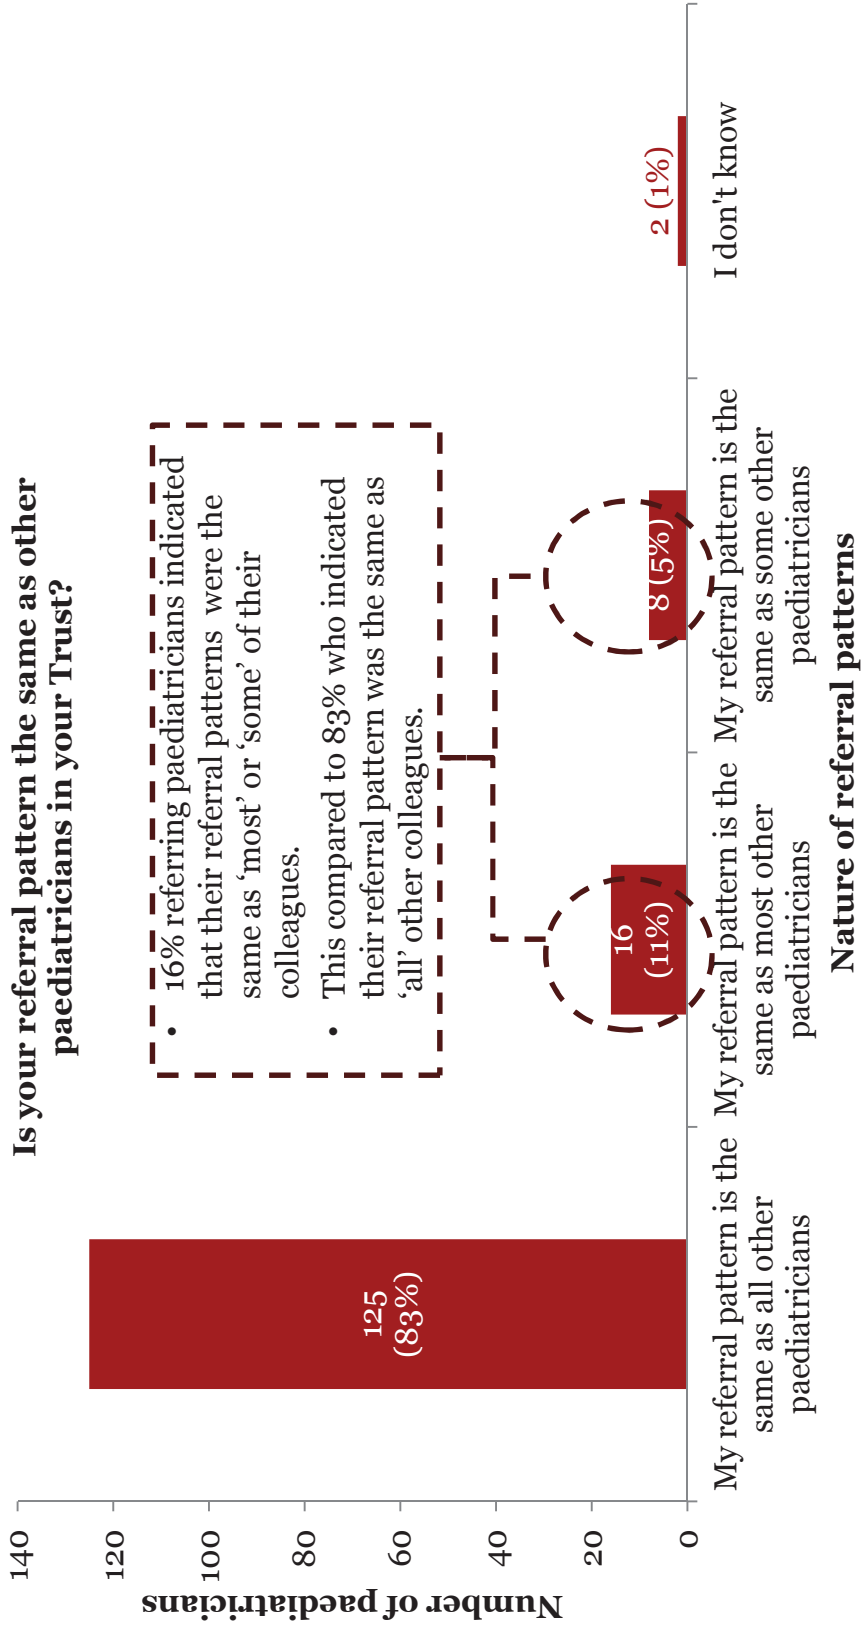 Is your referral pattern the same as other
paediatricians in your Trust?
Number of paediatricians
140
120
100
80
60
40
20
0
• 16% referring paediatricians indicated
that their referral patterns were the
same as ‘most’ or ‘some’ of their
colleagues.
• This compared to 83% who indicated
their referral pattern was the same as
‘all’ other colleagues.
125
(83%)
16
(11%)
8 (5%)
2 (1%)
My referral pattern is the
same as all other
paediatricians
My referral pattern is the
same as most other
paediatricians
My referral pattern is the
same as some other
paediatricians
I don't know
Nature of referral patterns